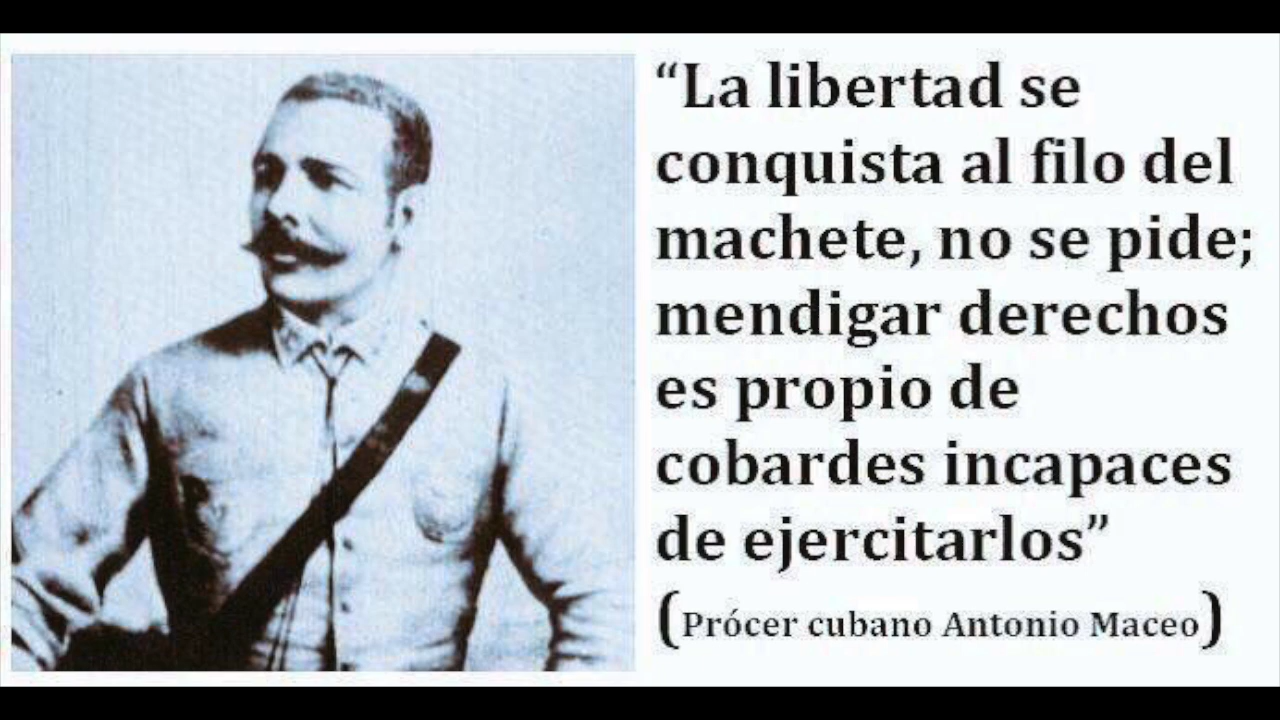 “La libertad se
conquista al filo del
machete, no se pide;
mendigar derechos
es propio de
cobardes incapaces
de ejercitarlos”
(Prócer cubano Antonio Maceo)